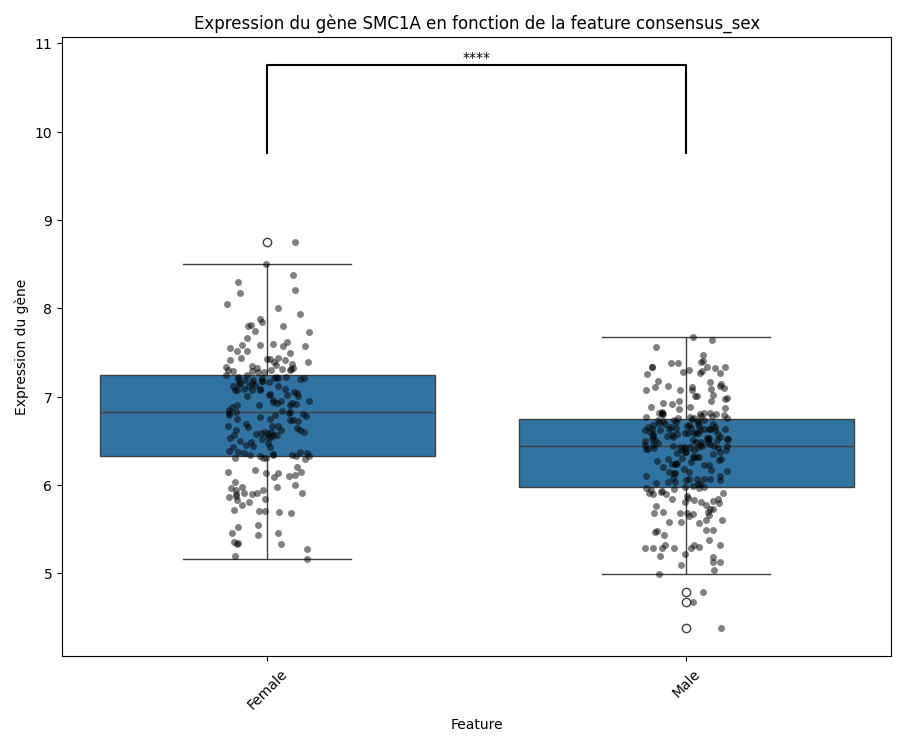 Expression du gène SMC1A en fonction de la feature consensus_sex
11
10
9
8
7
6
5
Expression du gène
****
Female
Male
Feature